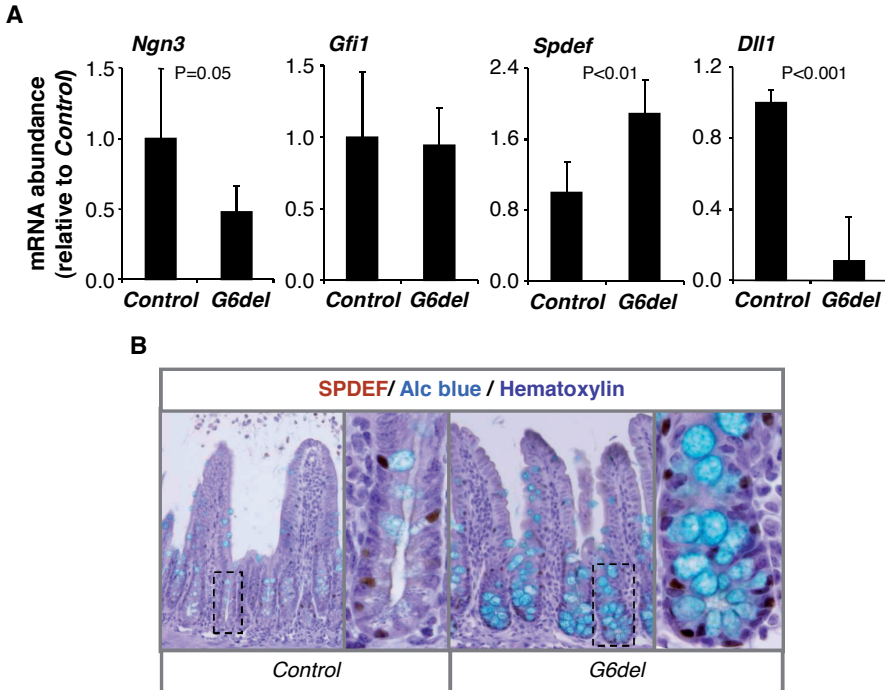 A
Ngn3
Gfi1
Spdef
Dll1
mRNA abundance
(relative to Control)
1.5
1.0
0.5
0.0
P=0.05
Control G6del
1.5
1.0
0.5
0.0
Control G6del
2.4
1.6
0.8
0.0
P<0.01
Control G6del
1.2
0.8
0.4
0.0
P<0.001
Control G6del
B
SPDEF/ Alc blue / Hematoxylin
Control
G6del